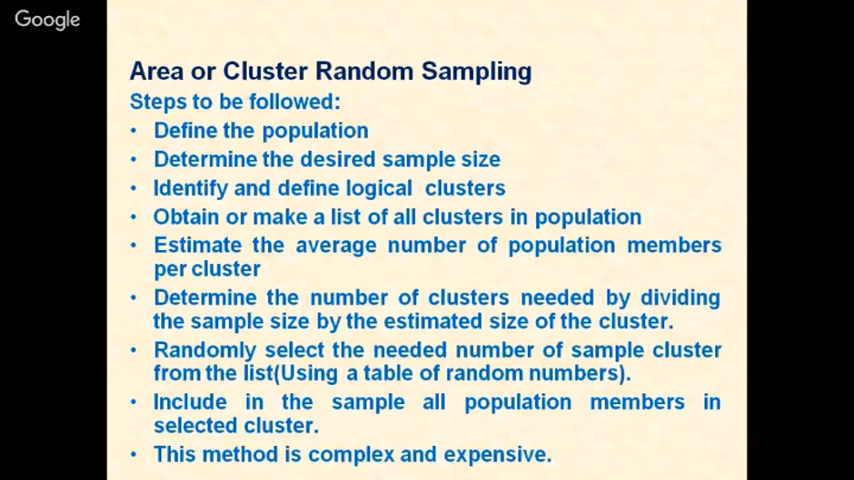 Google
Area or Cluster Random Sampling
Steps to be followed:
• Define the population
• Determine the desired sample size
• Identify and define logical clusters
• Obtain or make a list of all clusters in population
• Estimate the average number of population members
per cluster
• Determine the number of clusters needed by dividing
the sample size by the estimated size of the cluster.
• Randomly select the needed number of sample cluster
from the list(Using a table of random numbers).
• Include in the sample all population members in
selected cluster.
• This method is complex and expensive.